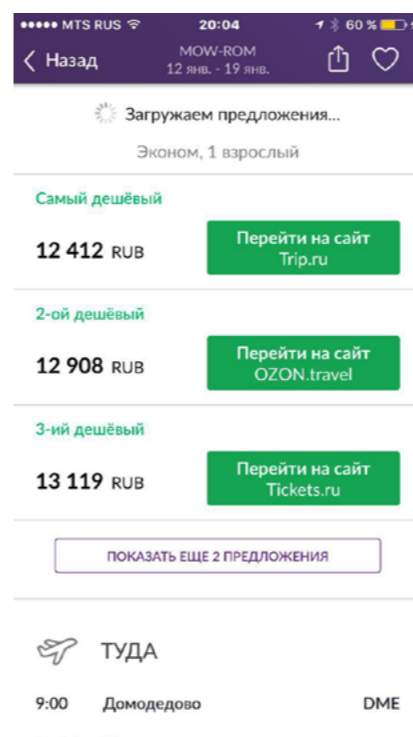 MTS RUS 20:04 60 %
Назад
MOW-ROM
12 янв. - 19 янв.
Загружаем предложения...
Эконом, 1 взрослый
Самый дешёвый
12 412 RUB
Перейти на сайт
Trip.ru
2-ой дешёвый
12 908 RUB
Перейти на сайт
OZON.travel
3-ий дешёвый
13 119 RUB
Перейти на сайт
Tickets.ru
ПОКАЗАТЬ ЕЩЕ 2 ПРЕДЛОЖЕНИЯ
ТУДА
9:00 Домодедово DME